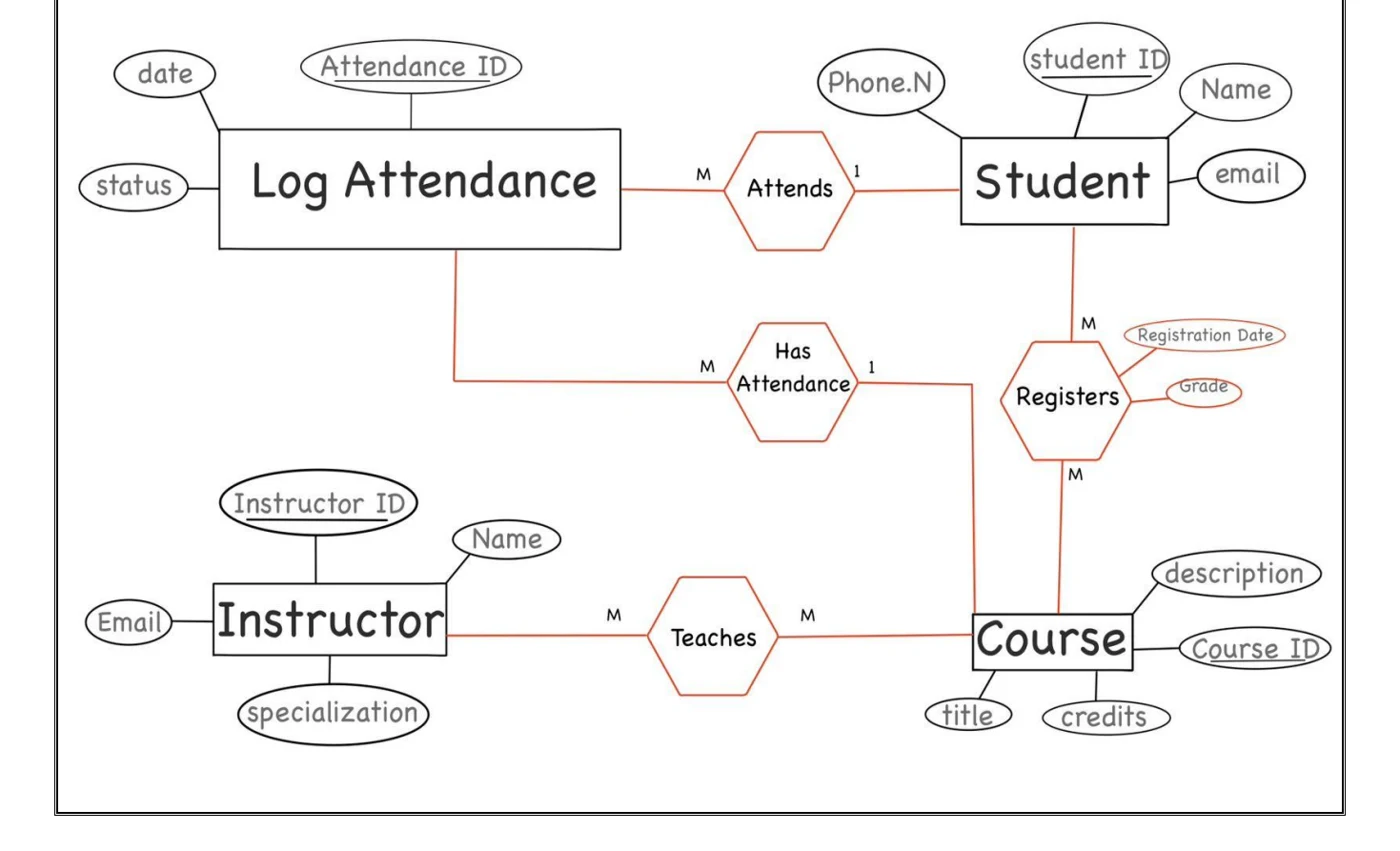 date
Attendance ID
status
Log Attendance
M
Attends
1
Phone.N
student ID
Name
email
Student
M
Has
Attendance
1
M
Registration Date
Grade
Registers
M
Instructor ID
Name
Email
Instructor
specialization
M
Teaches
M
Course
description
Course ID
title
credits